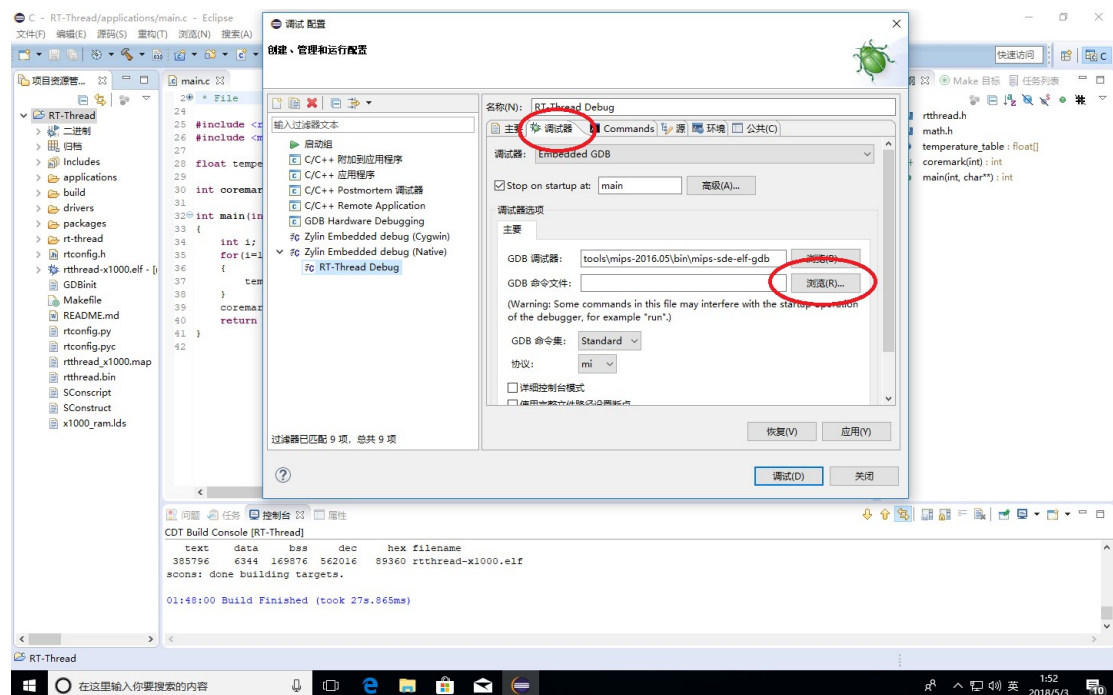 C - RT-Thread/applications/main.c - Eclipse
文件(F) 编辑(E) 源码(S) 重构(T) 浏览(N) 搜索(A)
快速访问
C
项目资源管...
RT-Thread
二进制
归档
Includes
applications
build
drivers
packages
rt-thread
rtconfig.h
rtthread-x1000.elf - [
GDBinit
Makefile
README.md
rtconfig.py
rtconfig.pyc
rtthread_x1000.map
rtthread.bin
SConscript
SConstruct
x1000_ram.lds
main.c
2 * File
24
25 #include <r
26 #include <m
27
28 float tempe
29
30 int coremar
31
32 int main(in
33 {
34 int i;
35 for(i=1
36 {
37 tem
38 }
39 coremar
40 return
41 }
42
调试 配置
创建、管理和运行配置
输入过滤器文本
启动组
C/C++ 附加到应用程序
C/C++ 应用程序
C/C++ Postmortem 调试器
C/C++ Remote Application
GDB Hardware Debugging
Zylin Embedded debug (Cygwin)
Zylin Embedded debug (Native)
RT-Thread Debug
过滤器已匹配 9 项，总共 9 项
名称(N): RT-Thread Debug
主要 调试器 Commands 源 环境 公共(C)
调试器: Embedded GDB
Stop on startup at: main 高级(A)...
调试器选项
主要
GDB 调试器: tools\mips-2016.05\bin\mips-sde-elf-gdb 浏览(B)...
GDB 命令文件: 浏览(R)...
(Warning: Some commands in this file may interfere with the startup operation
of the debugger, for example "run".)
GDB 命令集: Standard
协议: mi
详细控制台模式
使用完整文件路径设置断点
恢复(V) 应用(Y)
调试(D) 关闭
Make 目标 任务列表
rtthread.h
math.h
temperature_table : float[]
coremark(int) : int
main(int, char**) : int
问题 任务 控制台 属性
CDT Build Console [RT-Thread]
text data bss dec hex filename
385796 6344 169876 562016 89360 rtthread-x1000.elf
scons: done building targets.
01:48:00 Build Finished (took 27s.865ms)
RT-Thread
在这里输入你要搜索的内容
英
1:52
2018/5/3